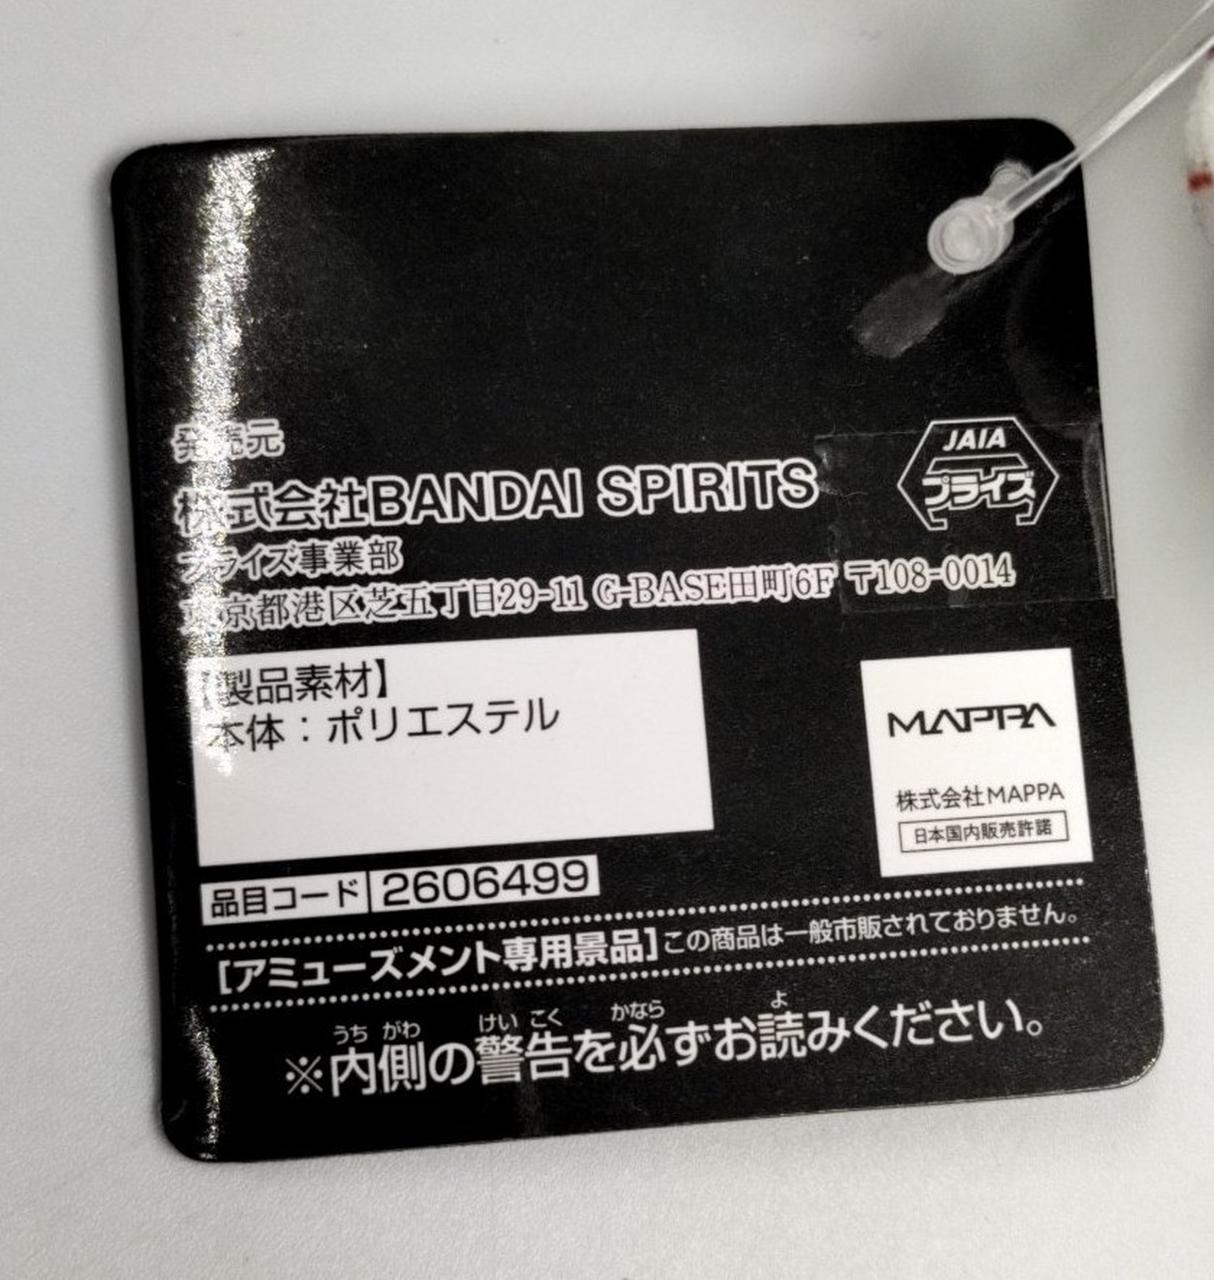 発売元
株式会社BANDAI SPIRITS
プライズ事業部
東京都港区芝五丁目29-11 G-BASE田町6F 〒108-0014
JAIA
プライズ
【製品素材】
本体：ポリエステル
MAPPA
株式会社MAPPA
日本国内販売許諾
品目コード 2606499
[アミューズメント専用景品]この商品は一般市販されておりません。
うち がわ けい こく かなら よ
※内側の警告を必ずお読みください。